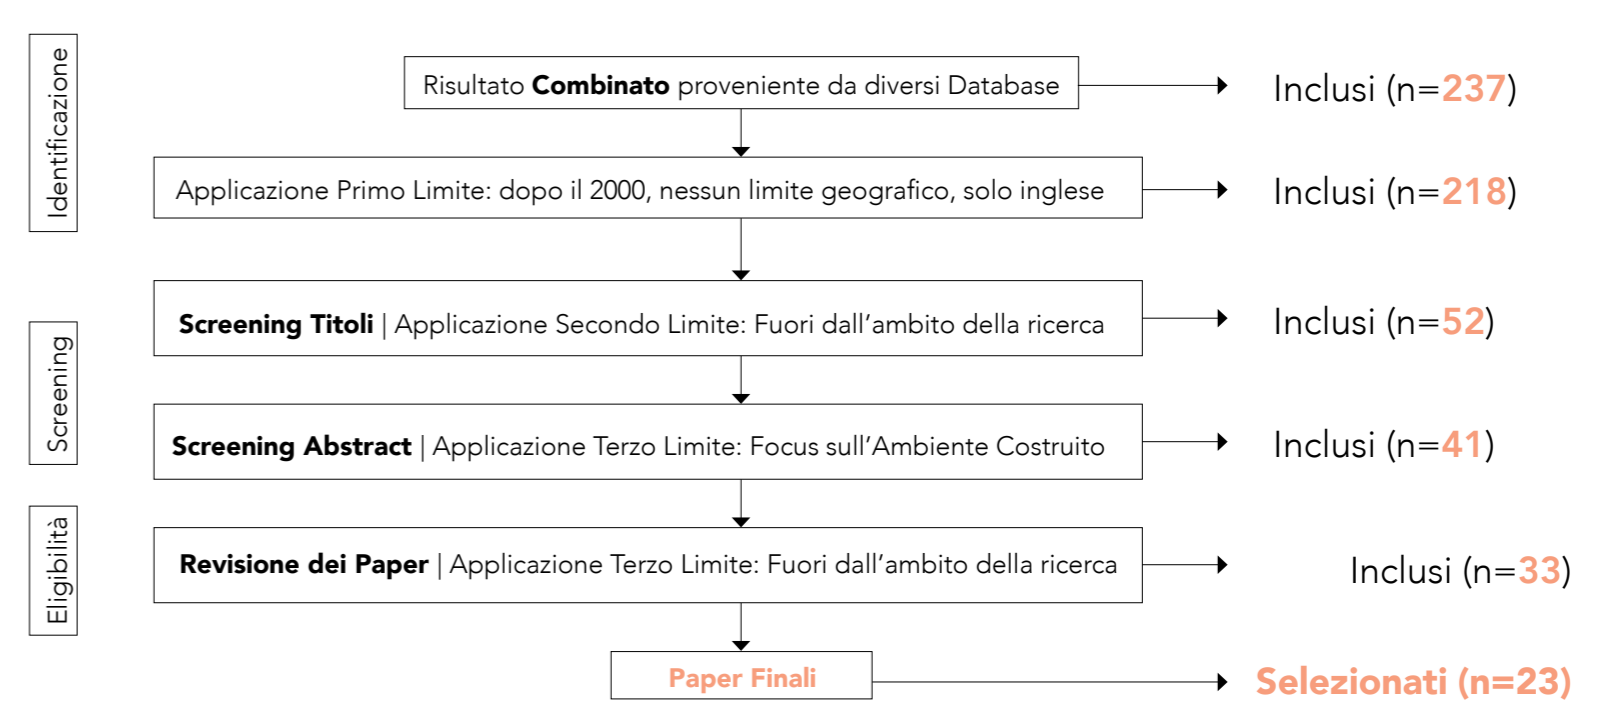 Identificazione
Risultato Combinato proveniente da diversi Database
Inclusi (n=237)
Applicazione Primo Limite: dopo il 2000, nessun limite geografico, solo inglese
Inclusi (n=218)
Screening
Screening Titoli | Applicazione Secondo Limite: Fuori dall'ambito della ricerca
Inclusi (n=52)
Screening Abstract | Applicazione Terzo Limite: Focus sull'Ambiente Costruito
Inclusi (n=41)
Eligibilità
Revisione dei Paper | Applicazione Terzo Limite: Fuori dall'ambito della ricerca
Inclusi (n=33)
Paper Finali
Selezionati (n=23)